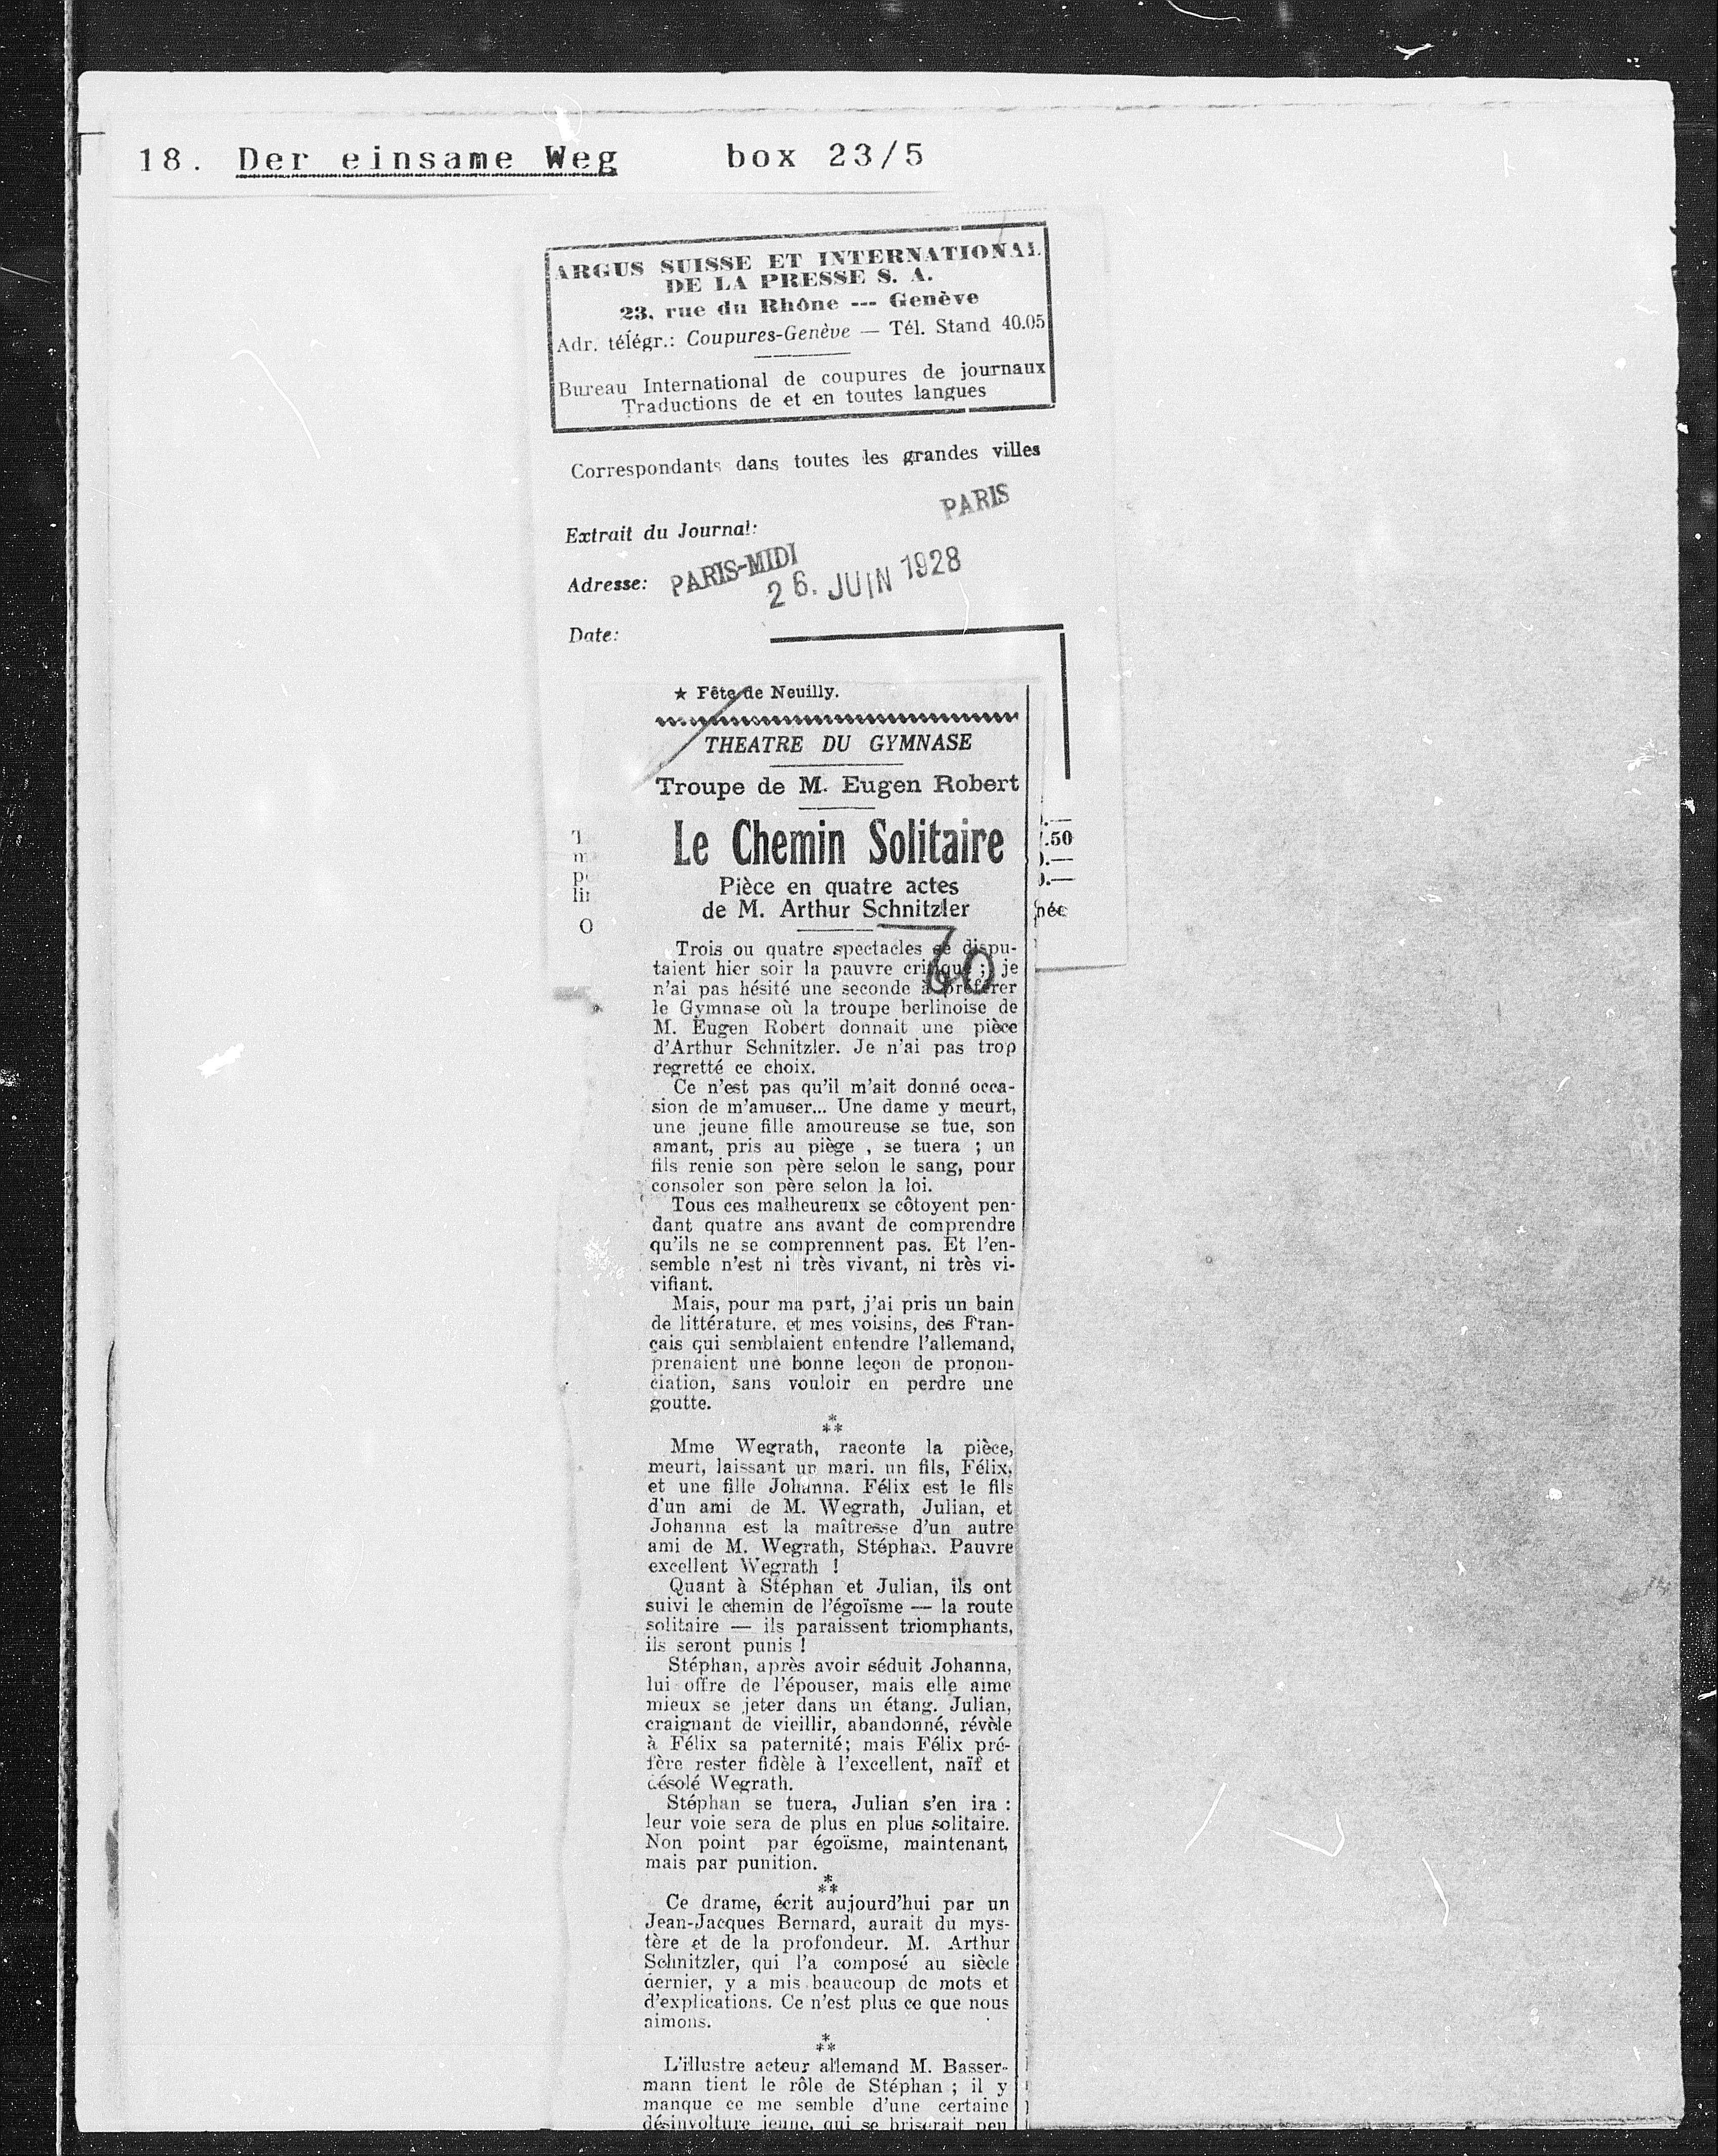 18. Der einsame Weg box 23/5
ARGUS SUISSE ET INTERNATIONAL
DE LA PRESSE S. A.
23, rue du Rhône --- Genève
Adr. télégr.: Coupures-Genève — Tél. Stand 40.05
Bureau International de coupures de journaux
Traductions de et en toutes langues
Correspondants dans toutes les grandes villes
PARIS
Extrait du Journal:
Adresse: PARIS-MIDI
26. JUIN 1928
Date:
★ Fête de Neuilly.
THEATRE DU GYMNASE
Troupe de M. Eugen Robert
Le Chemin Solitaire
.50
Pièce en quatre actes
de M. Arthur Schnitzler
60
Trois ou quatre spectacles se dispu-
taient hier soir la pauvre critique ; je
n'ai pas hésité une seconde à préférer
le Gymnase où la troupe berlinoise de
M. Eugen Robert donnait une pièce
d'Arthur Schnitzler. Je n'ai pas trop
regretté ce choix.
Ce n'est pas qu'il m'ait donné occa-
sion de m'amuser... Une dame y meurt,
une jeune fille amoureuse se tue, son
amant, pris au piège , se tuera ; un
fils renie son père selon le sang, pour
consoler son père selon la loi.
Tous ces malheureux se côtoyent pen-
dant quatre ans avant de comprendre
qu'ils ne se comprennent pas. Et l'en-
semble n'est ni très vivant, ni très vi-
vifiant.
Mais, pour ma part, j'ai pris un bain
de littérature. et mes voisins, des Fran-
çais qui semblaient entendre l'allemand,
prenaient une bonne leçon de pronon-
ciation, sans vouloir en perdre une
goutte.
*
**
Mme Wegrath, raconte la pièce,
meurt, laissant un mari. un fils, Félix,
et une fille Johanna. Félix est le fils
d'un ami de M. Wegrath, Julian, et
Johanna est la maîtresse d'un autre
ami de M. Wegrath, Stéphan. Pauvre
excellent Wegrath !
Quant à Stéphan et Julian, ils ont
suivi le chemin de l'égoïsme — la route
solitaire — ils paraissent triomphants,
ils seront punis !
Stéphan, après avoir séduit Johanna,
lui offre de l'épouser, mais elle aime
mieux se jeter dans un étang. Julian,
craignant de vieillir, abandonné, révèle
à Félix sa paternité; mais Félix pré-
fère rester fidèle à l'excellent, naïf et
désolé Wegrath.
Stéphan se tuera, Julian s'en ira :
leur voie sera de plus en plus solitaire.
Non point par égoïsme, maintenant,
mais par punition.
*
**
Ce drame, écrit aujourd'hui par un
Jean-Jacques Bernard, aurait du mys-
tère et de la profondeur. M. Arthur
Schnitzler, qui l'a composé au siècle
dernier, y a mis beaucoup de mots et
d'explications. Ce n'est plus ce que nous
aimons.
*
**
L'illustre acteur allemand M. Basser-
mann tient le rôle de Stéphan ; il y
manque ce me semble d'une certaine
désinvolture jeune, qui se briserait peu